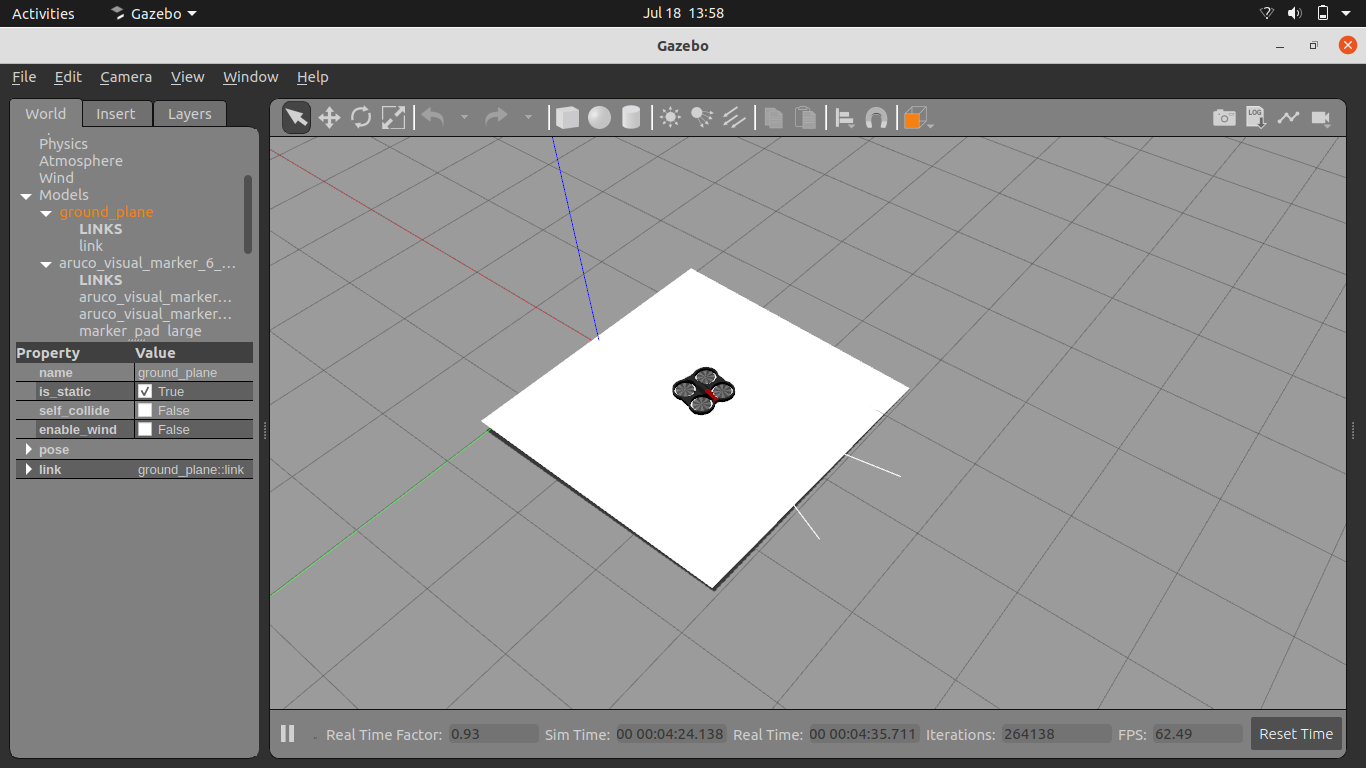 Activities Gazebo Jul 18 13:58
Gazebo
File Edit Camera View Window Help
World Insert Layers
LOG
Physics
Atmosphere
Wind
Models
ground_plane
LINKS
link
aruco_visual_marker_6_...
LINKS
aruco_visual_marker...
aruco_visual_marker...
marker_pad_large
Property Value
name ground_plane
is_static True
self_collide False
enable_wind False
pose
link ground_plane::link
Real Time Factor: 0.93 Sim Time: 00 00:04:24.138 Real Time: 00 00:04:35.711 Iterations: 264138 FPS: 62.49 Reset Time